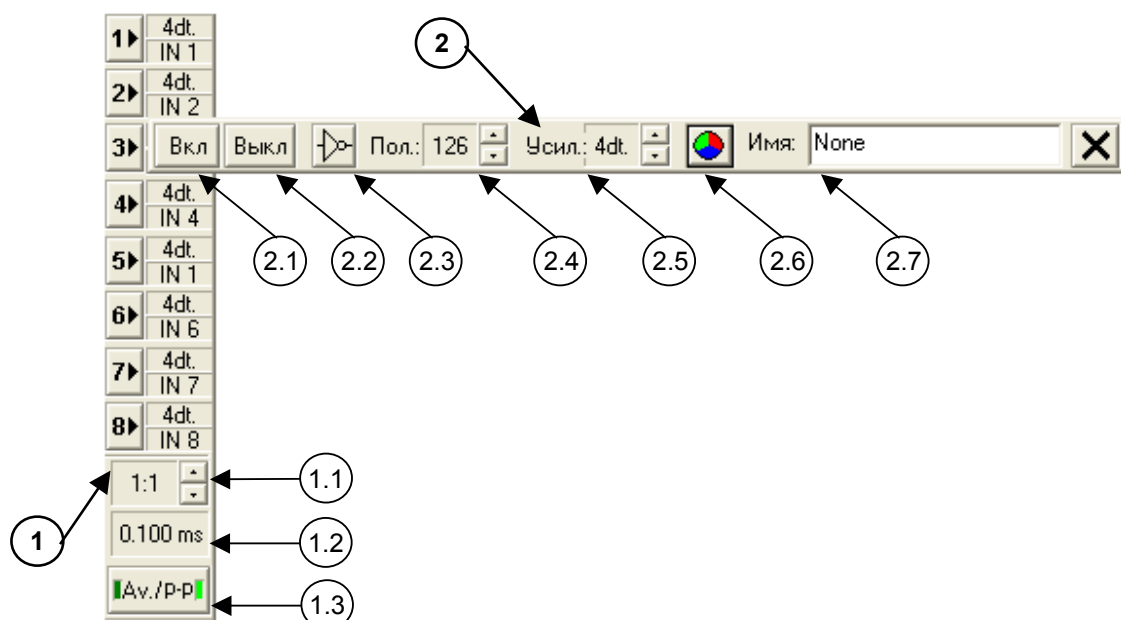 1 4dt.
IN 1
2
2 4dt.
IN 2
3 Вкл Выкл Пол.: 126 Усил.: 4dt. Имя: None
4 4dt.
IN 4
2.1 2.2 2.3 2.4 2.5 2.6 2.7
5 4dt.
IN 1
6 4dt.
IN 6
7 4dt.
IN 7
8 4dt.
IN 8
1:1 1.1
1 0.100 ms 1.2
Av./p-p 1.3